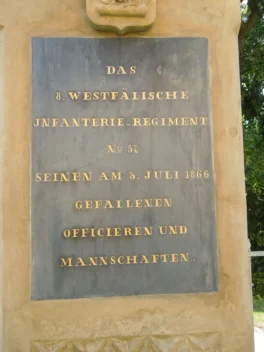 DAS
8. WESTFÄLISCHE
JNFANTERIE-REGIMENT
No 57
SEINEN AM 3. JULI 1866
GEFALLENEN
OFFICIEREN UND
MANNSCHAFTEN.